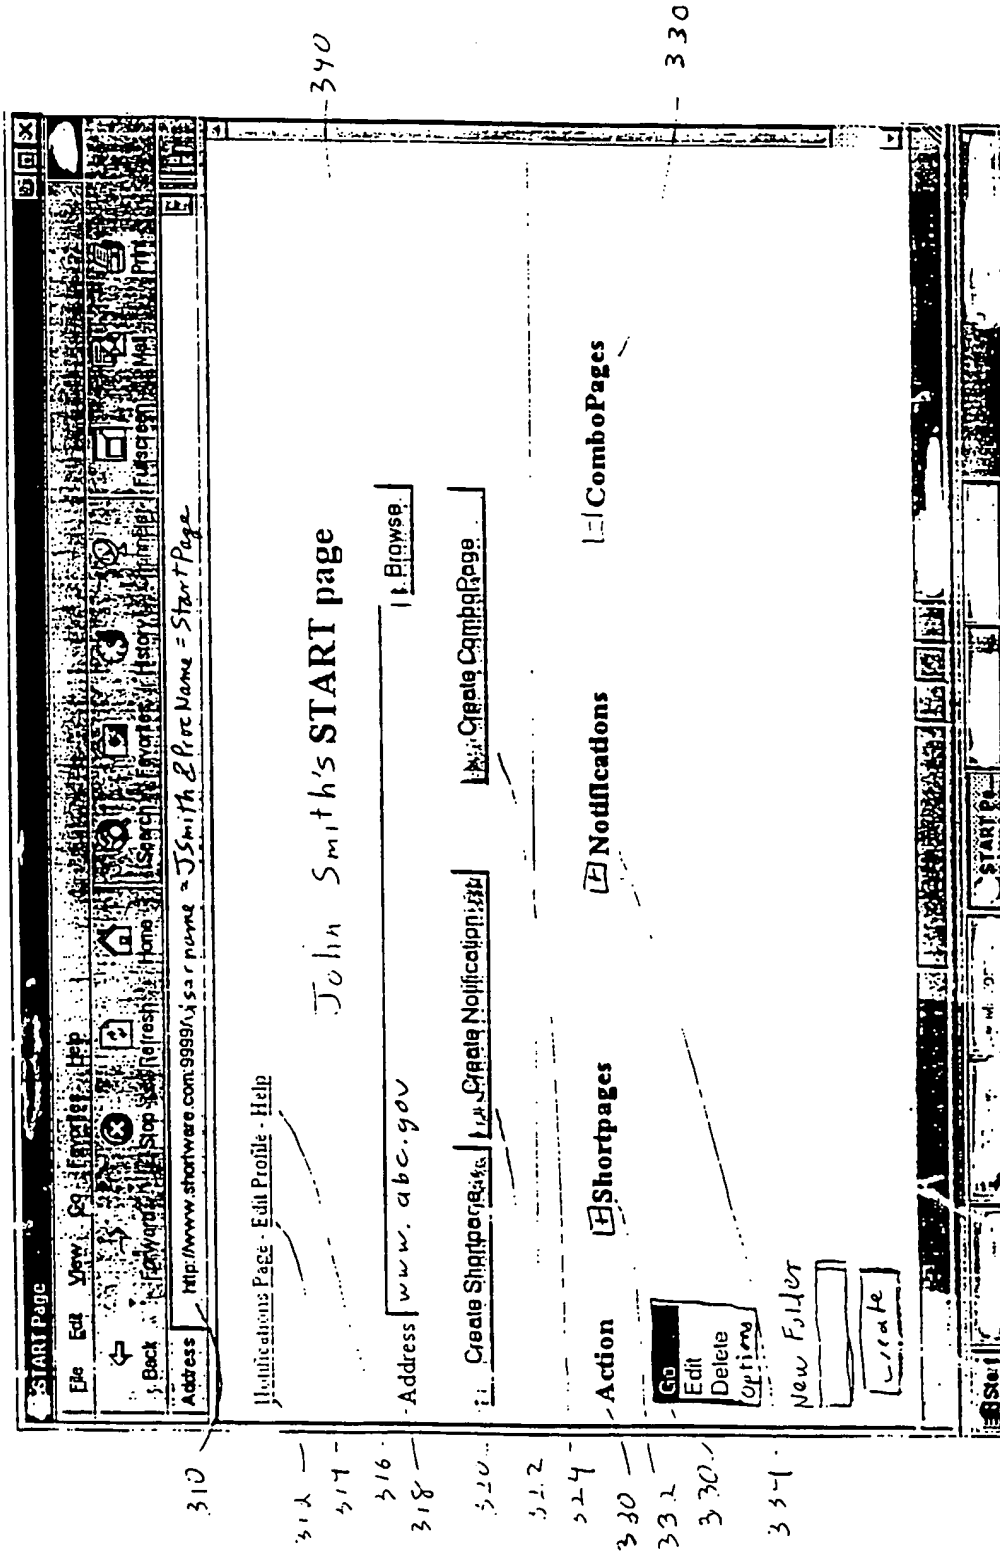 START Page
File Edit View Go Favorites Help
Back Forward Stop Refresh Home Search Favorites History Fullscreen Mail Print
Address http://www.shortware.com:9999/username=JSmith&ProcName=StartPage
310
Notifications Page - Edit Profile - Help
312
John Smith's START page
340
314
316
Address www.abc.gov Browse
318
Create Shortpage Create Notification Create ComboPage
320
322
324
Action + Shortpages + Notifications - ComboPages
330
Go
332
Edit
Delete
330
330
Options
334
New Folder
Create
Start START Pa...